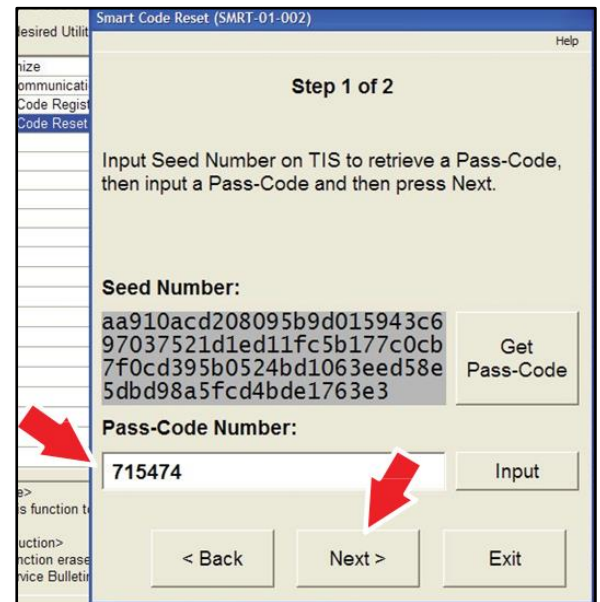 Smart Code Reset (SMRT-01-002)
Help
Step 1 of 2
Input Seed Number on TIS to retrieve a Pass-Code,
then input a Pass-Code and then press Next.
Seed Number:
aa910acd208095b9d015943c6
97037521d1ed11fc5b177c0cb
7f0cd395b0524bd1063eed58e
5dbd98a5fcd4bde1763e3
Get
Pass-Code
Pass-Code Number:
715474
Input
< Back
Next >
Exit
esired Utilit
nize
ommunicati
Code Regist
Code Reset
e>
is function t
uction>
nction erase
rvice Bulletin